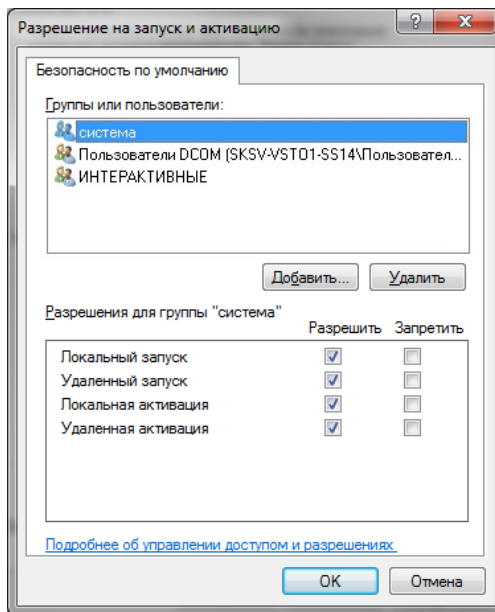 Разрешение на запуск и активацию
Безопасность по умолчанию
Группы или пользователи:
система
Пользователи DCOM (SKSV-VST01-SS14\Пользовател...
ИНТЕРАКТИВНЫЕ
Добавить... Удалить
Разрешения для группы "система"
Разрешить Запретить
Локальный запуск
Удаленный запуск
Локальная активация
Удаленная активация
Подробнее об управлении доступом и разрешениях
OK Отмена